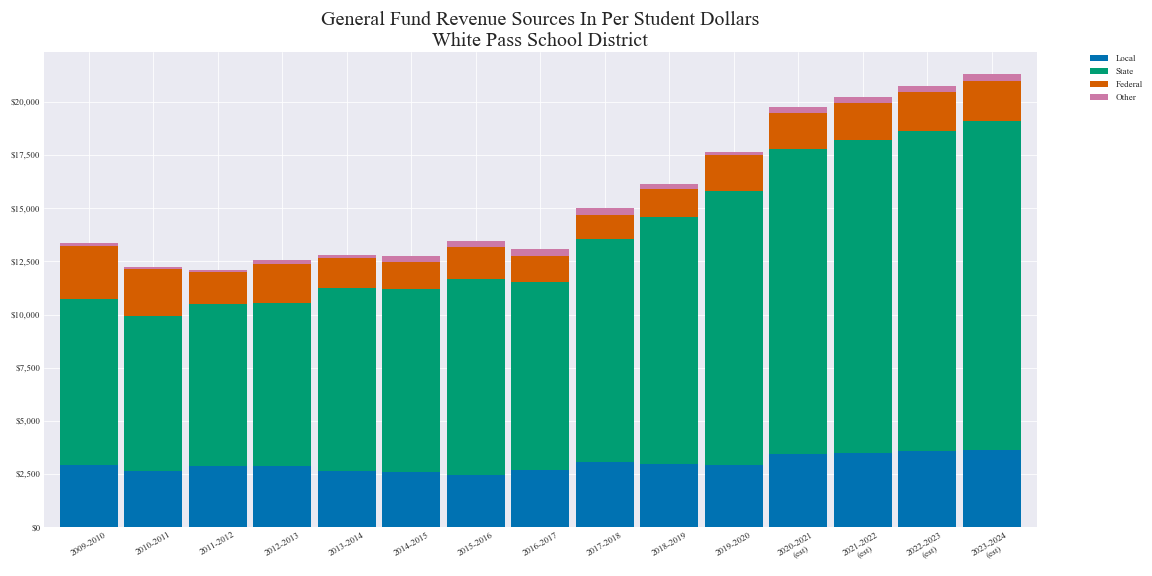 General Fund Revenue Sources In Per Student Dollars
White Pass School District
Local
State
Federal
Other
$20,000
$17,500
$15,000
$12,500
$10,000
$7,500
$5,000
$2,500
$0
2009-2010
2010-2011
2011-2012
2012-2013
2013-2014
2014-2015
2015-2016
2016-2017
2017-2018
2018-2019
2019-2020
2020-2021
(est)
2021-2022
(est)
2022-2023
(est)
2023-2024
(est)